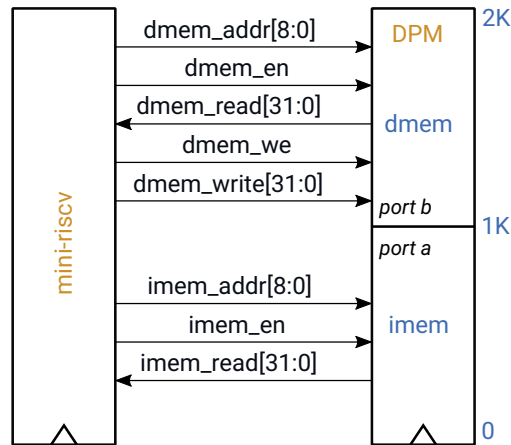 mini-riscv
dmem_addr[8:0]
dmem_en
dmem_read[31:0]
dmem_we
dmem_write[31:0]
imem_addr[8:0]
imem_en
imem_read[31:0]
DPM
dmem
port b
port a
imem
2K
1K
0